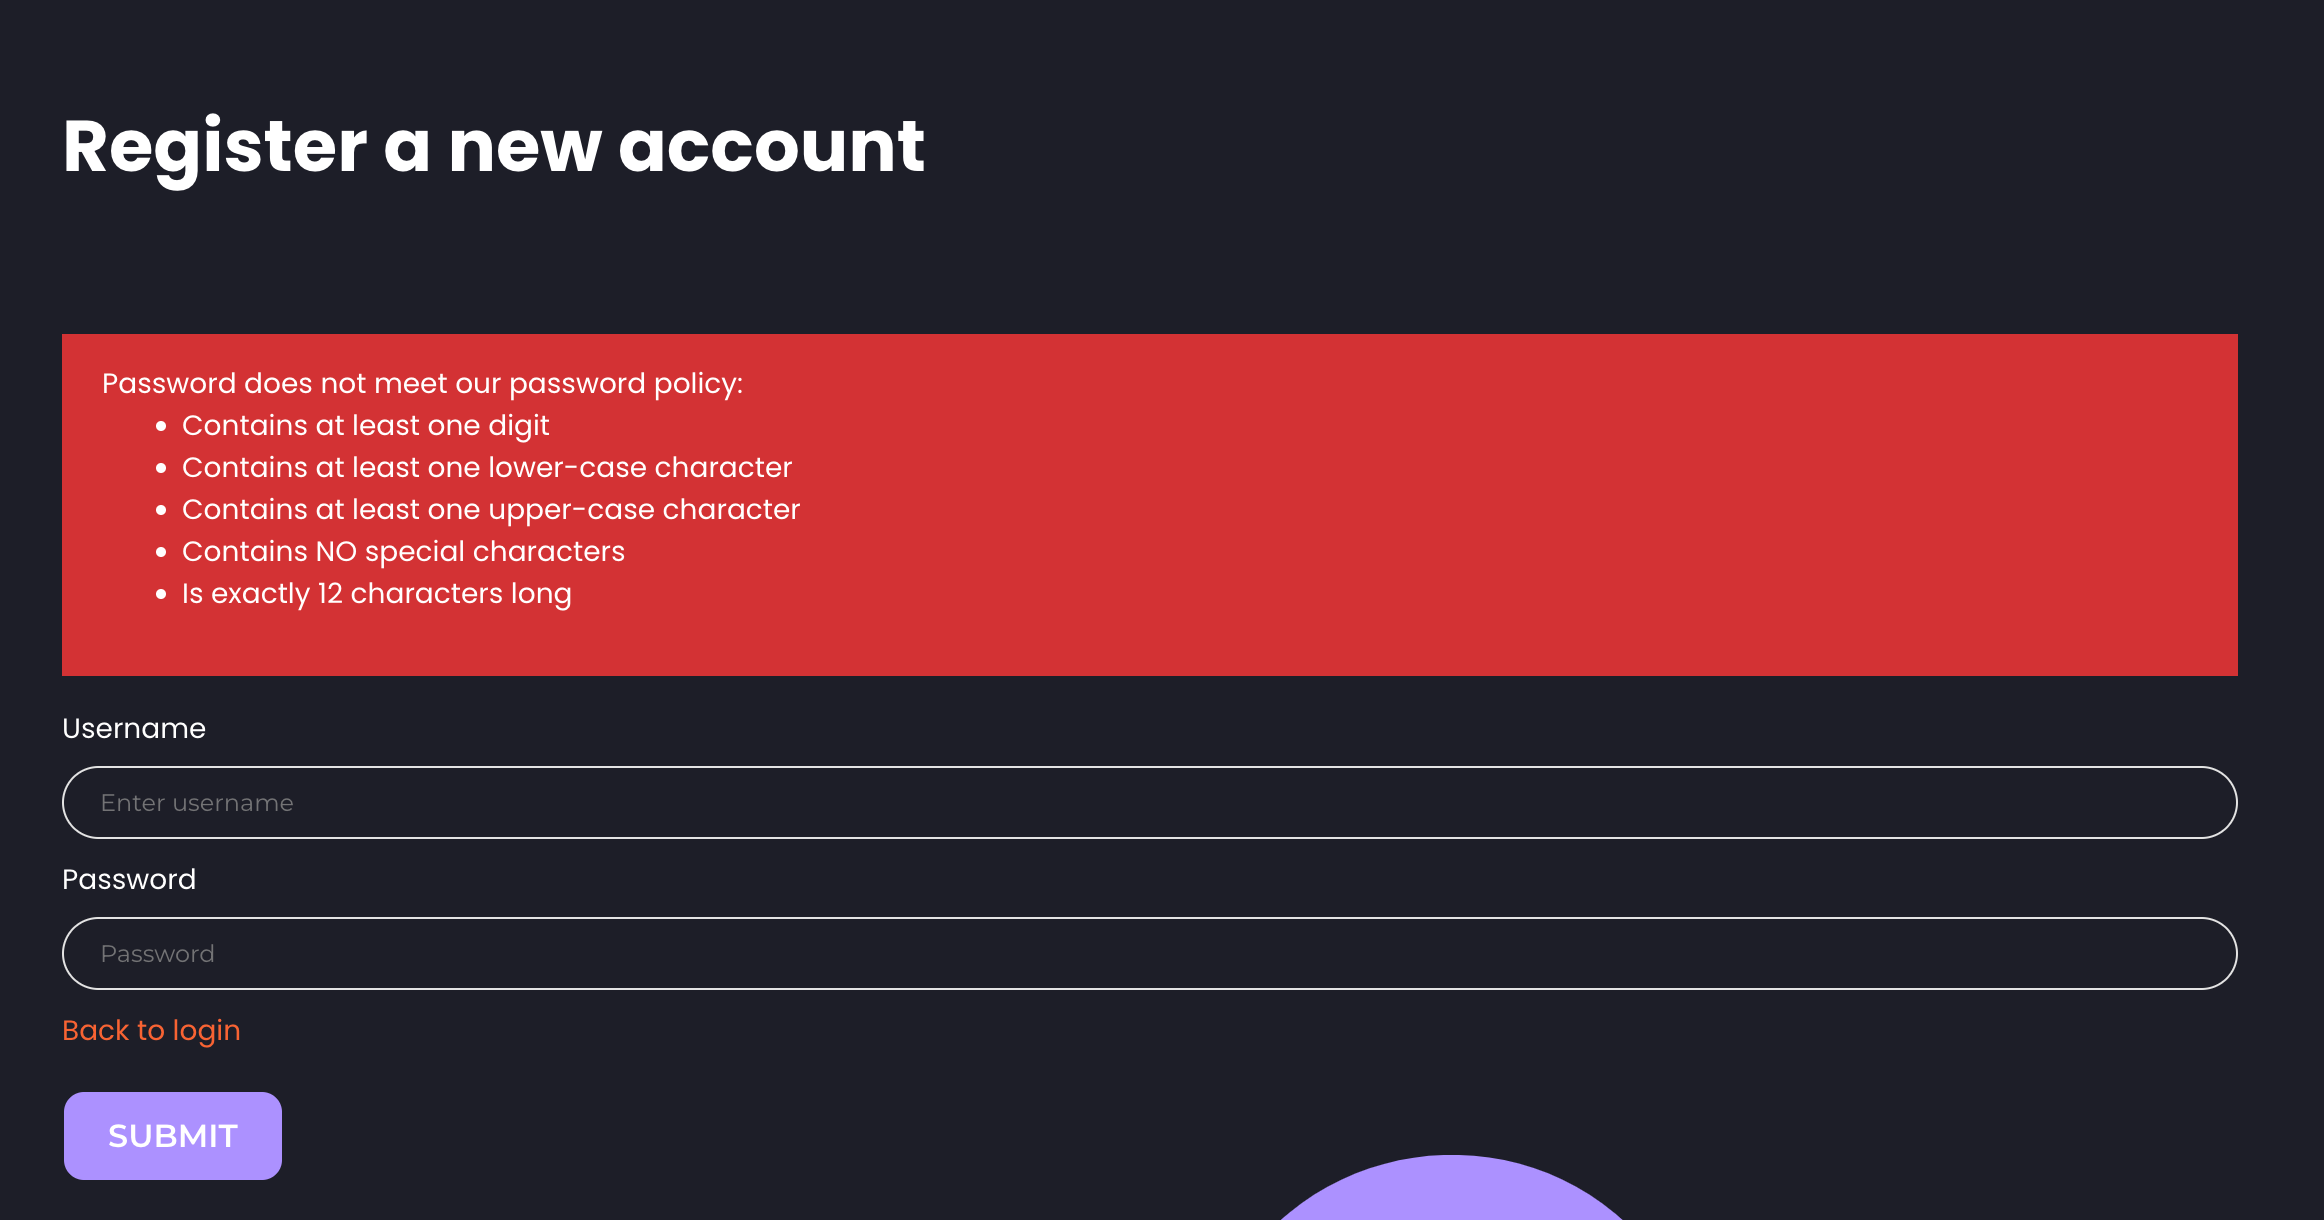 Register a new account
Password does not meet our password policy:
Contains at least one digit
Contains at least one lower-case character
Contains at least one upper-case character
Contains NO special characters
Is exactly 12 characters long
Username
Enter username
Password
Password
Back to login
SUBMIT